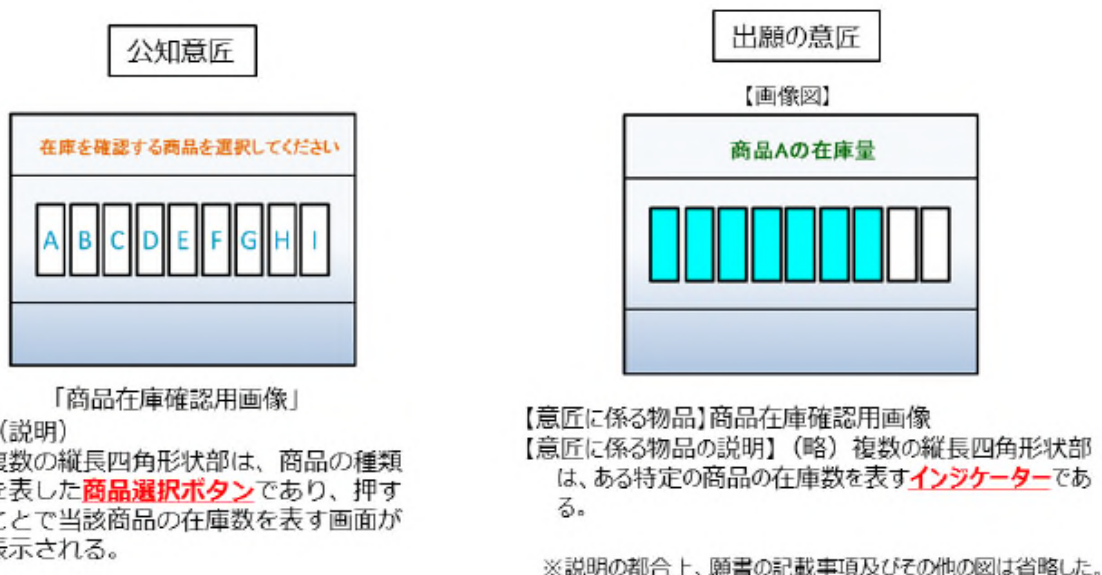 公知意匠
在庫を確認する商品を選択してください
A B C D E F G H I
「商品在庫確認用画像」
(説明)
複数の縦長四角形状部は、商品の種類
を表した商品選択ボタンであり、押す
ことで当該商品の在庫数を表す画面が
表示される。
出願の意匠
【画像図】
商品Aの在庫量
【意匠に係る物品】商品在庫確認用画像
【意匠に係る物品の説明】(略)複数の縦長四角形状部
は、ある特定の商品の在庫数を表すインジケーターであ
る。
※説明の都合上、願書の記載事項及びその他の図は省略した。